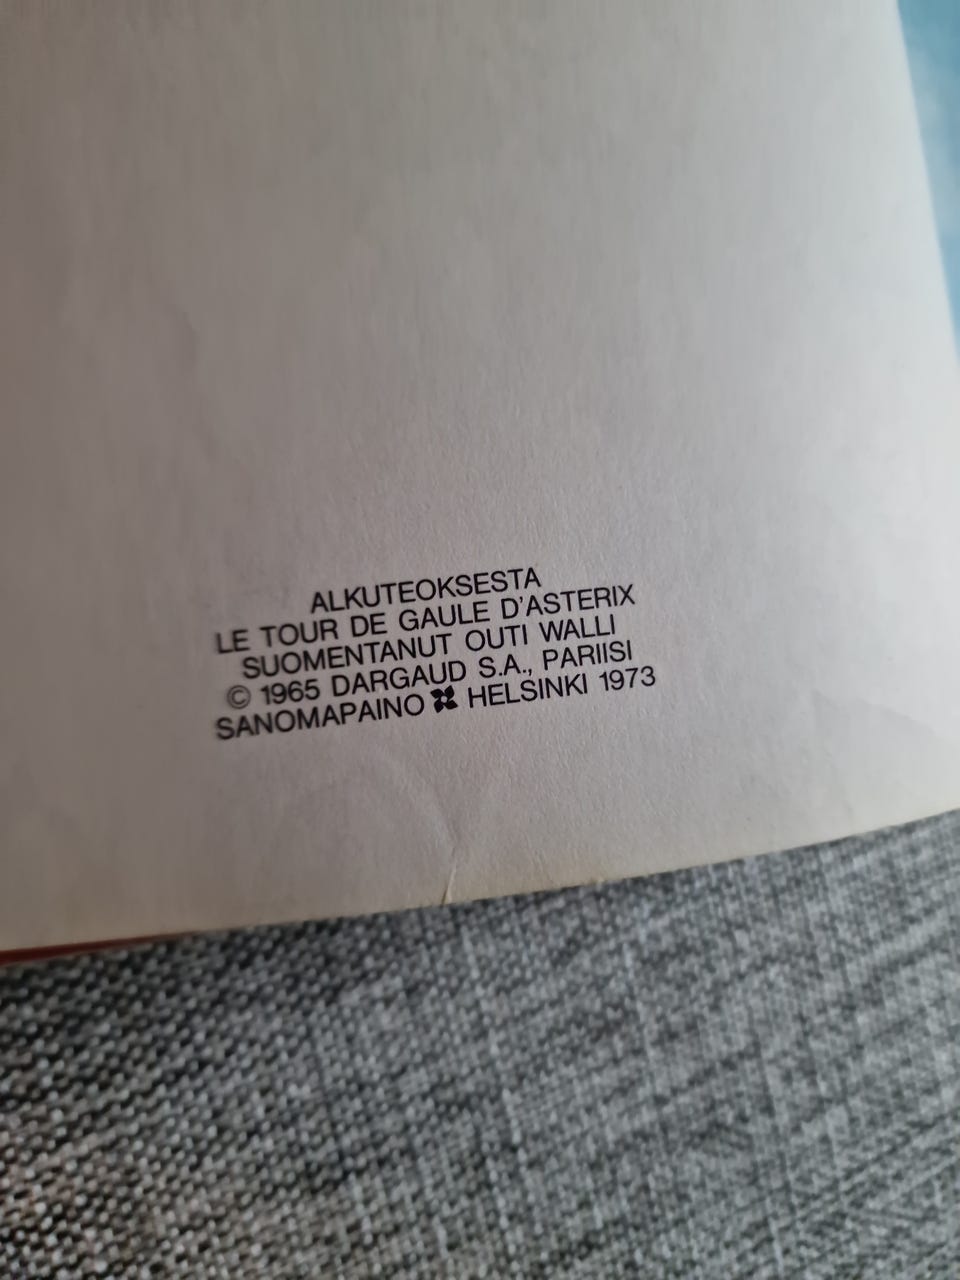 ALKUTEOKSESTA
LE TOUR DE GAULE D'ASTERIX
SUOMENTANUT OUTI WALLI
© 1965 DARGAUD S.A., PARIISI
SANOMAPAINO HELSINKI 1973